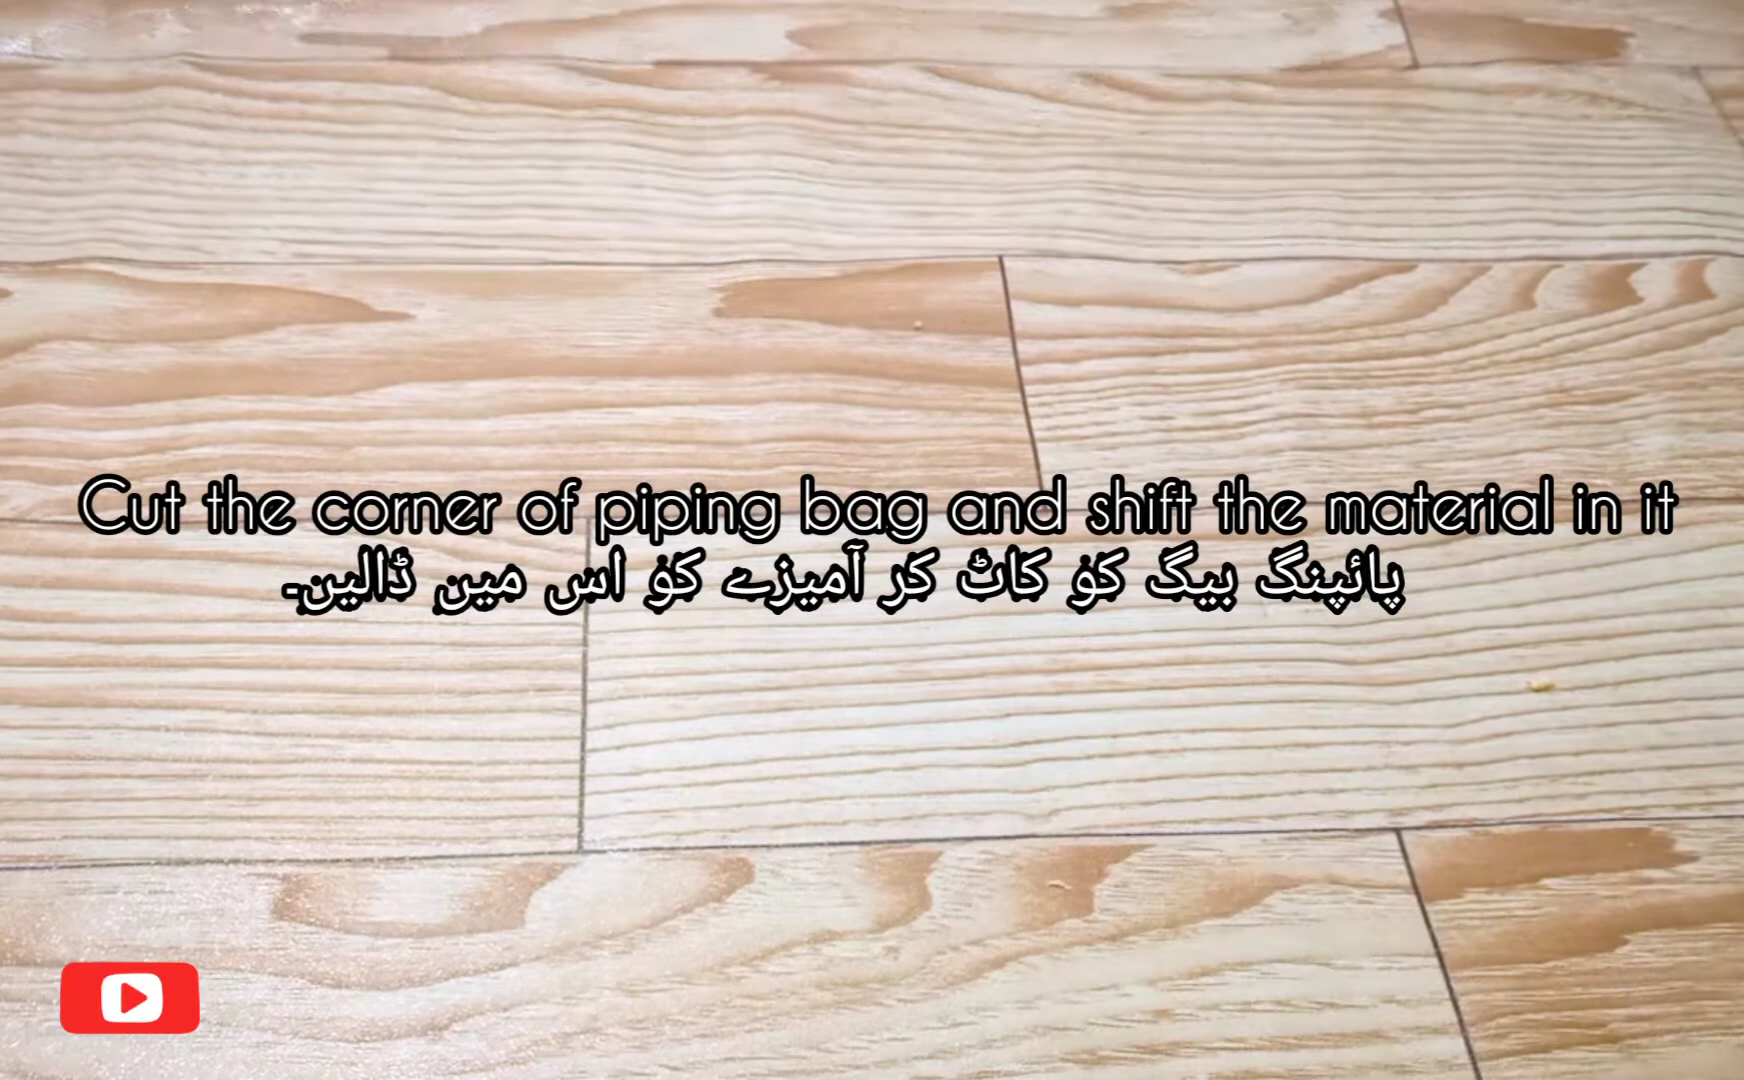 Cut the corner of piping bag and shift the material in it
پائپنگ بیگ کو کاٹ کر آمیزے کو اس میں ڈالیں۔